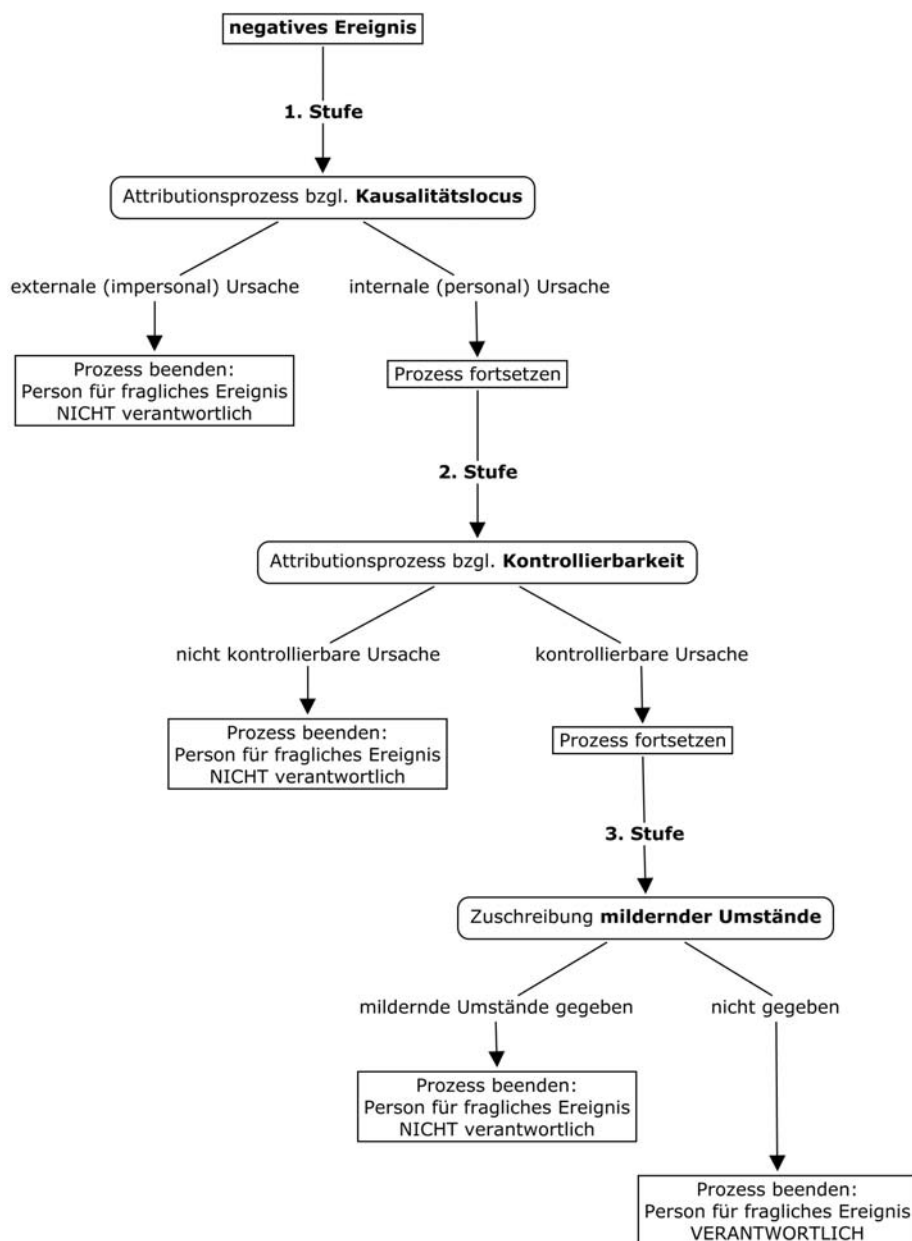 negatives Ereignis
1. Stufe
Attributionsprozess bzgl. Kausalitätslocus
externale (impersonal) Ursache
internale (personal) Ursache
Prozess beenden:
Person für fragliches Ereignis
NICHT verantwortlich
Prozess fortsetzen
2. Stufe
Attributionsprozess bzgl. Kontrollierbarkeit
nicht kontrollierbare Ursache
kontrollierbare Ursache
Prozess beenden:
Person für fragliches Ereignis
NICHT verantwortlich
Prozess fortsetzen
3. Stufe
Zuschreibung mildernder Umstände
mildernde Umstände gegeben
nicht gegeben
Prozess beenden:
Person für fragliches Ereignis
NICHT verantwortlich
Prozess beenden:
Person für fragliches Ereignis
VERANTWORTLICH